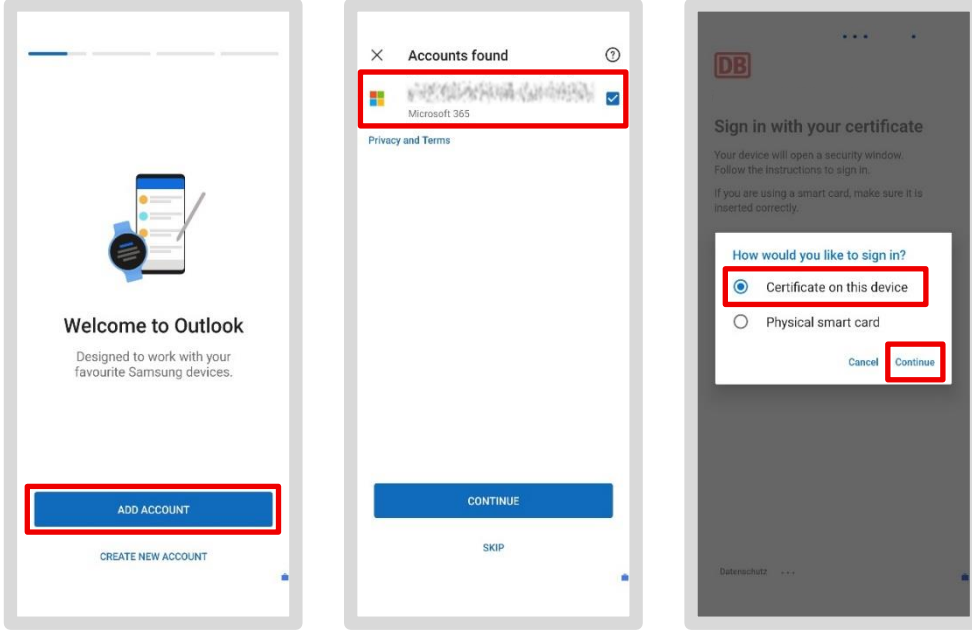 Welcome to Outlook
Designed to work with your
favourite Samsung devices.
ADD ACCOUNT
CREATE NEW ACCOUNT
Accounts found
Microsoft 365
Privacy and Terms
CONTINUE
SKIP
DB
Sign in with your certificate
Your device will open a security window.
Follow the instructions to sign in.
If you are using a smart card, make sure it is
inserted correctly.
How would you like to sign in?
Certificate on this device
Physical smart card
Cancel Continue
Datenschutz ...